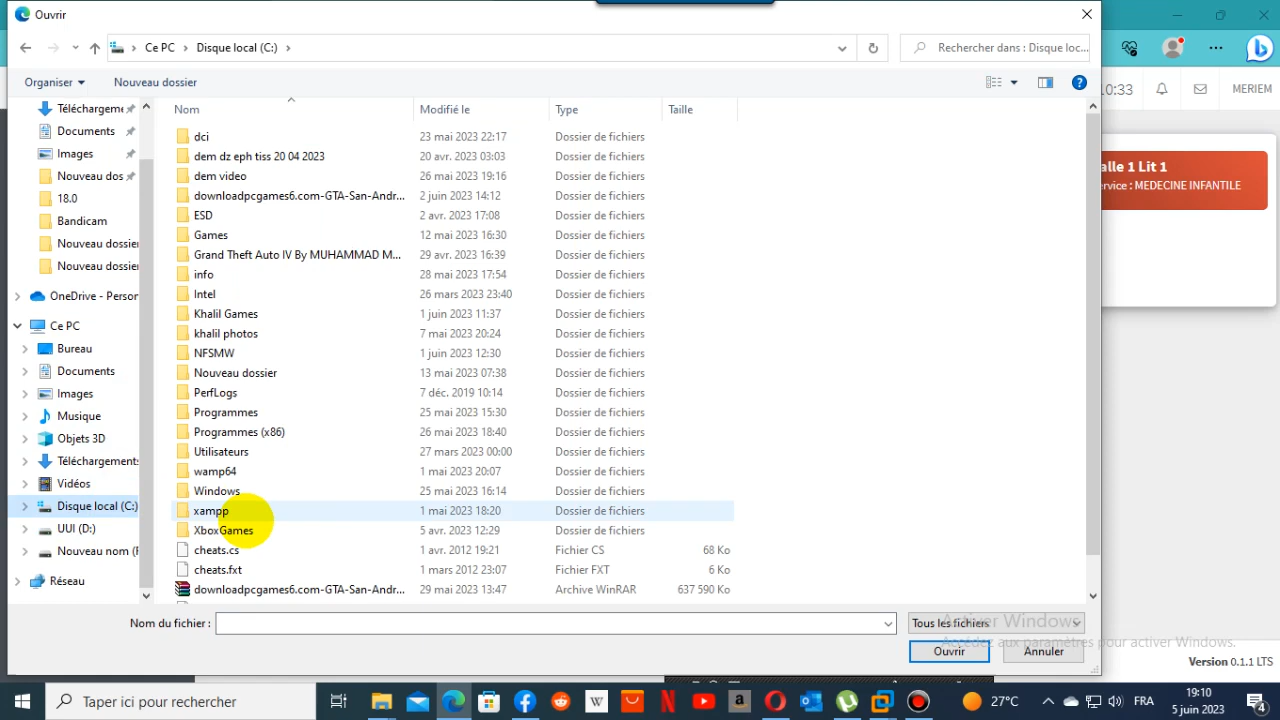 Ouvrir
Ce PC
Disque local (C:)
Rechercher dans : Disque loc...
Organiser
Nouveau dossier
Nom
Modifié le
Type
Taille
Téléchargeme
Documents
Images
Nouveau dos
18.0
Bandicam
Nouveau dossie
Nouveau dossie
OneDrive - Person
Ce PC
Bureau
Documents
Images
Musique
Objets 3D
Téléchargements
Vidéos
Disque local (C:)
UUI (D:)
Nouveau nom (F
Réseau
dci 23 mai 2023 22:17 Dossier de fichiers
dem dz eph tiss 20 04 2023 20 avr. 2023 03:03 Dossier de fichiers
dem video 26 mai 2023 19:16 Dossier de fichiers
downloadpcgames6.com-GTA-San-Andr... 2 juin 2023 14:12 Dossier de fichiers
ESD 2 avr. 2023 17:08 Dossier de fichiers
Games 12 mai 2023 16:30 Dossier de fichiers
Grand Theft Auto IV By MUHAMMAD M... 29 avr. 2023 16:39 Dossier de fichiers
info 28 mai 2023 17:54 Dossier de fichiers
Intel 26 mars 2023 23:40 Dossier de fichiers
Khalil Games 1 juin 2023 11:37 Dossier de fichiers
khalil photos 7 mai 2023 20:24 Dossier de fichiers
NFSMW 1 juin 2023 12:30 Dossier de fichiers
Nouveau dossier 13 mai 2023 07:38 Dossier de fichiers
PerfLogs 7 déc. 2019 10:14 Dossier de fichiers
Programmes 25 mai 2023 15:30 Dossier de fichiers
Programmes (x86) 26 mai 2023 18:40 Dossier de fichiers
Utilisateurs 27 mars 2023 00:00 Dossier de fichiers
wamp64 1 mai 2023 20:07 Dossier de fichiers
Windows 25 mai 2023 16:14 Dossier de fichiers
xampp 1 mai 2023 18:20 Dossier de fichiers
XboxGames 5 avr. 2023 12:29 Dossier de fichiers
cheats.cs 1 avr. 2012 19:21 Fichier CS 68 Ko
cheats.fxt 1 mars 2012 23:07 Fichier FXT 6 Ko
downloadpcgames6.com-GTA-San-Andr... 29 mai 2023 13:47 Archive WinRAR 637 590 Ko
Nom du fichier :
Tous les fichiers
Ouvrir
Annuler
0:33
MERIEM
alle 1 Lit 1
ervice : MEDECINE INFANTILE
Activer Windows
Accédez aux paramètres pour activer Windows.
Version 0.1.1 LTS
Taper ici pour rechercher
27°C
FRA
19:10
5 juin 2023
4